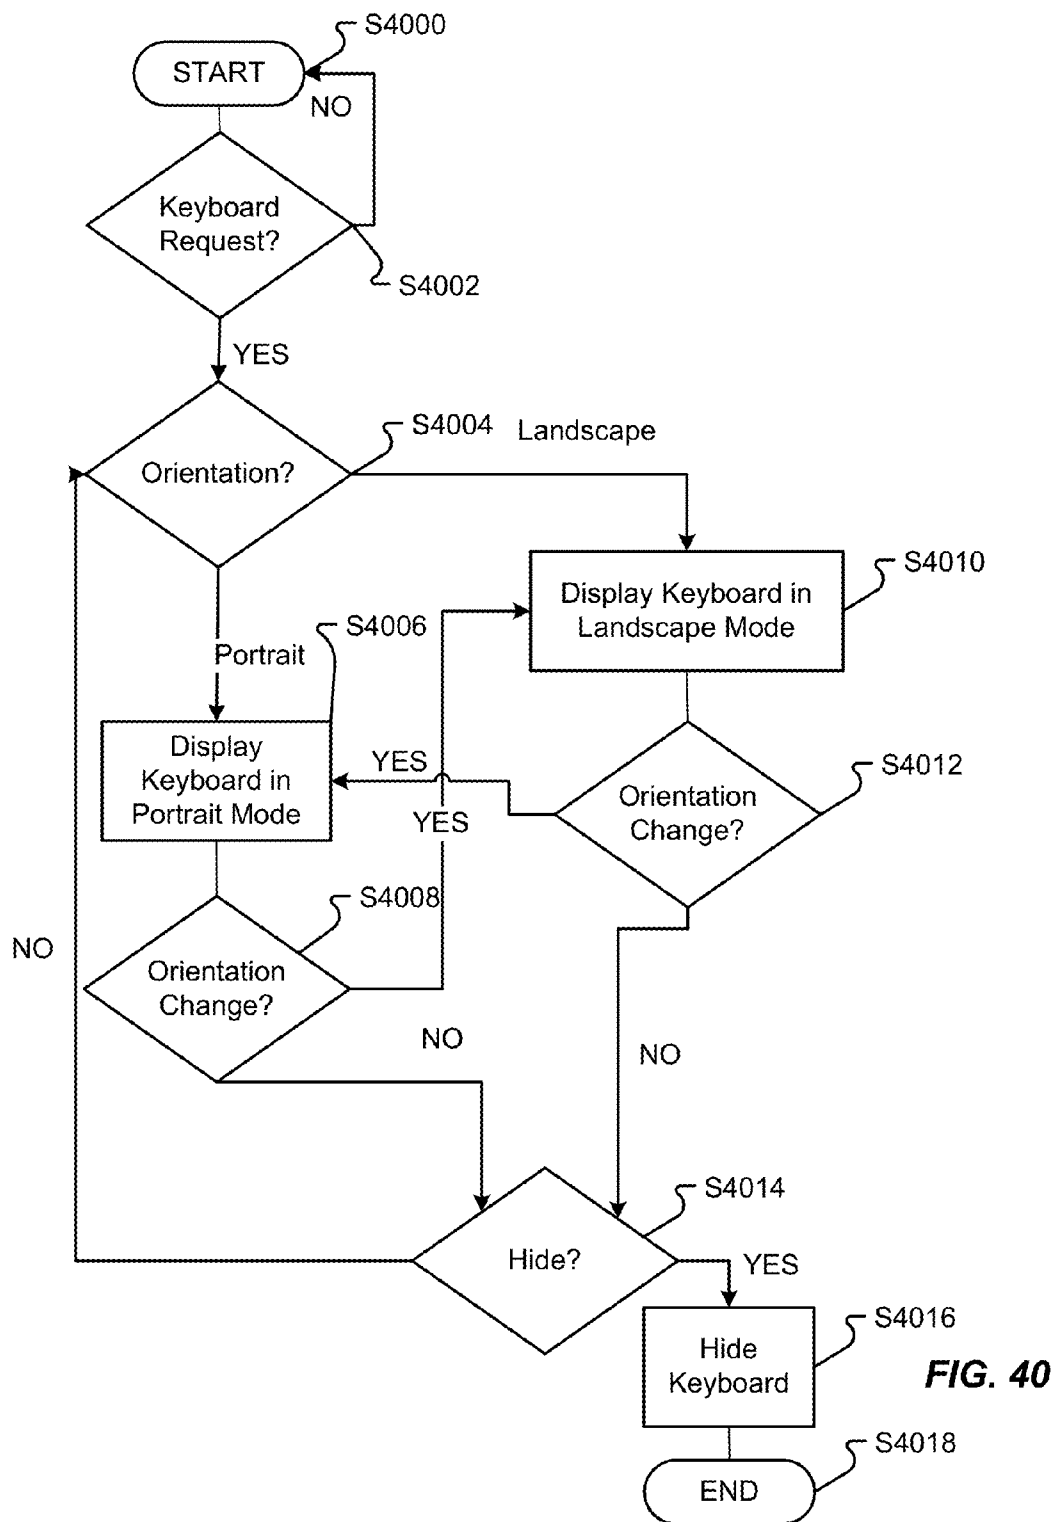 S4000
START
NO
Keyboard
Request?
S4002
YES
S4004
Landscape
Orientation?
S4010
Display Keyboard in
Landscape Mode
S4006
Portrait
Display
Keyboard in
Portrait Mode
YES
S4012
Orientation
Change?
YES
S4008
NO
Orientation
Change?
NO
NO
S4014
Hide?
YES
S4016
Hide
Keyboard
FIG. 40
S4018
END